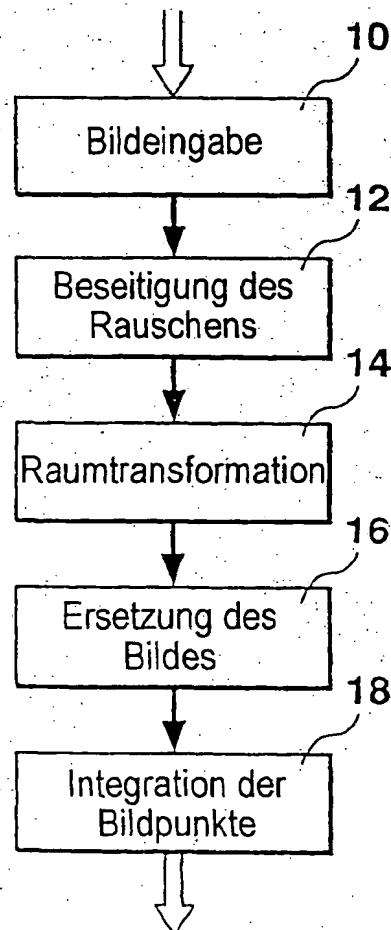 10
Bildeingabe
12
Beseitigung des
Rauschens
14
Raumtransformation
16
Ersetzung des
Bildes
18
Integration der
Bildpunkte